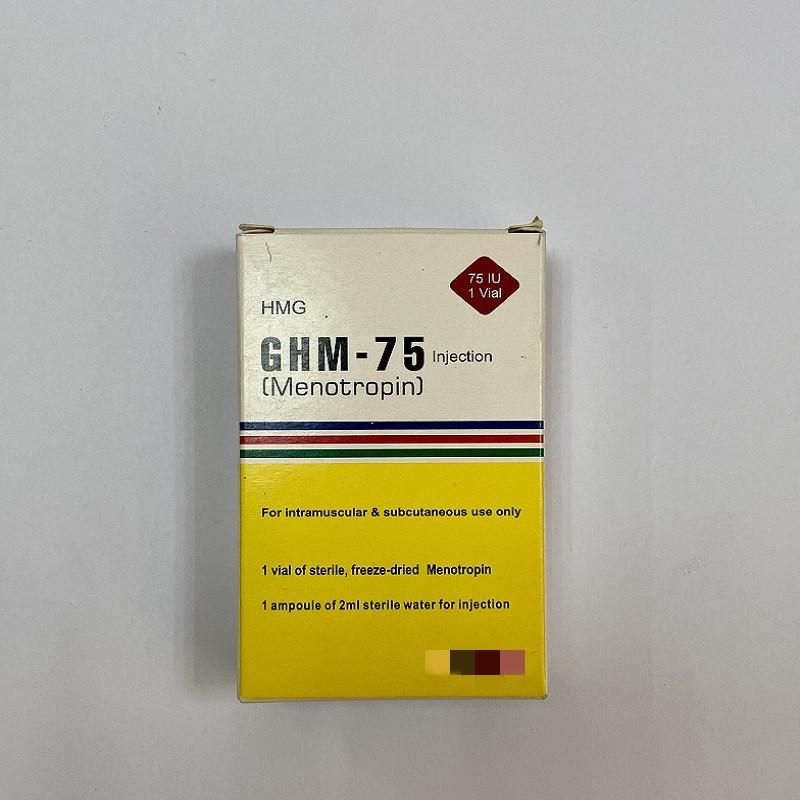 75 IU
1 Vial
HMG
GHM-75 Injection
(Menotropin)
For intramuscular & subcutaneous use only
1 vial of sterile, freeze-dried Menotropin
1 ampoule of 2ml sterile water for injection